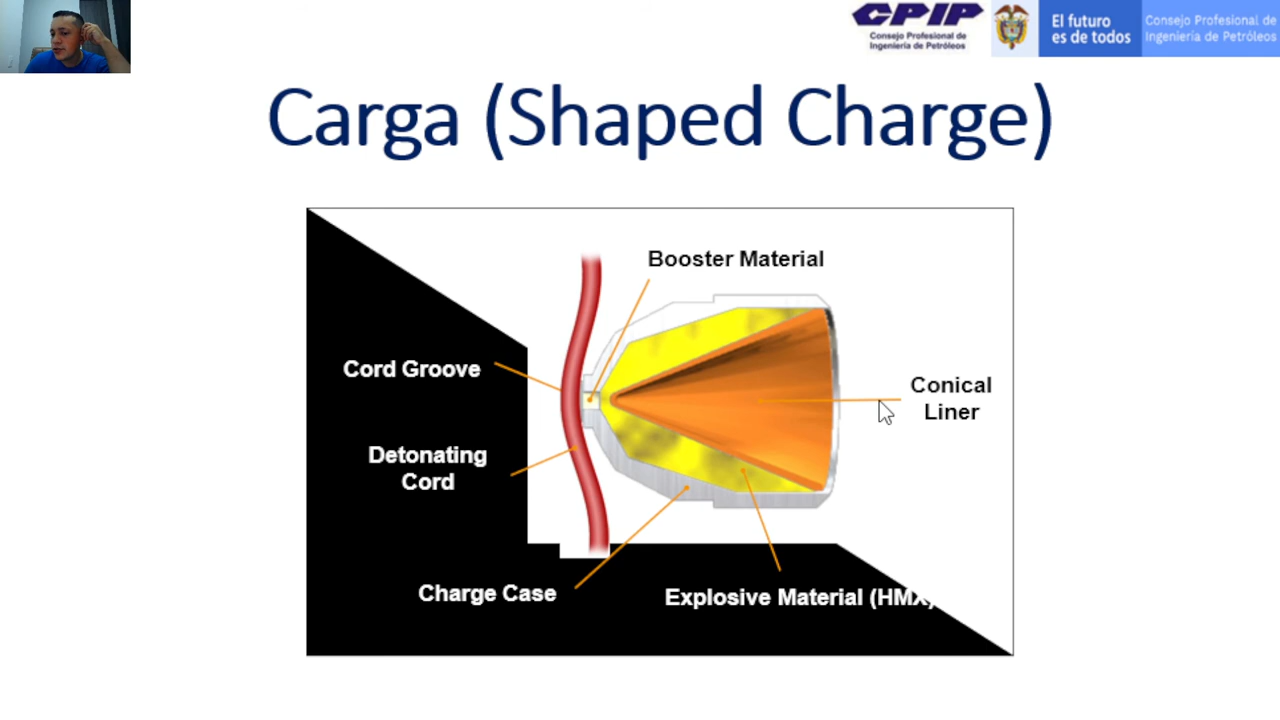 CPIP
Consejo Profesional de
Ingeniería de Petróleos
El futuro
es de todos
Consejo Profesional de
Ingeniería de Petróleos
Carga (Shaped Charge)
Booster Material
Cord Groove
Conical
Liner
Detonating
Cord
Charge Case
Explosive Material (HMX)